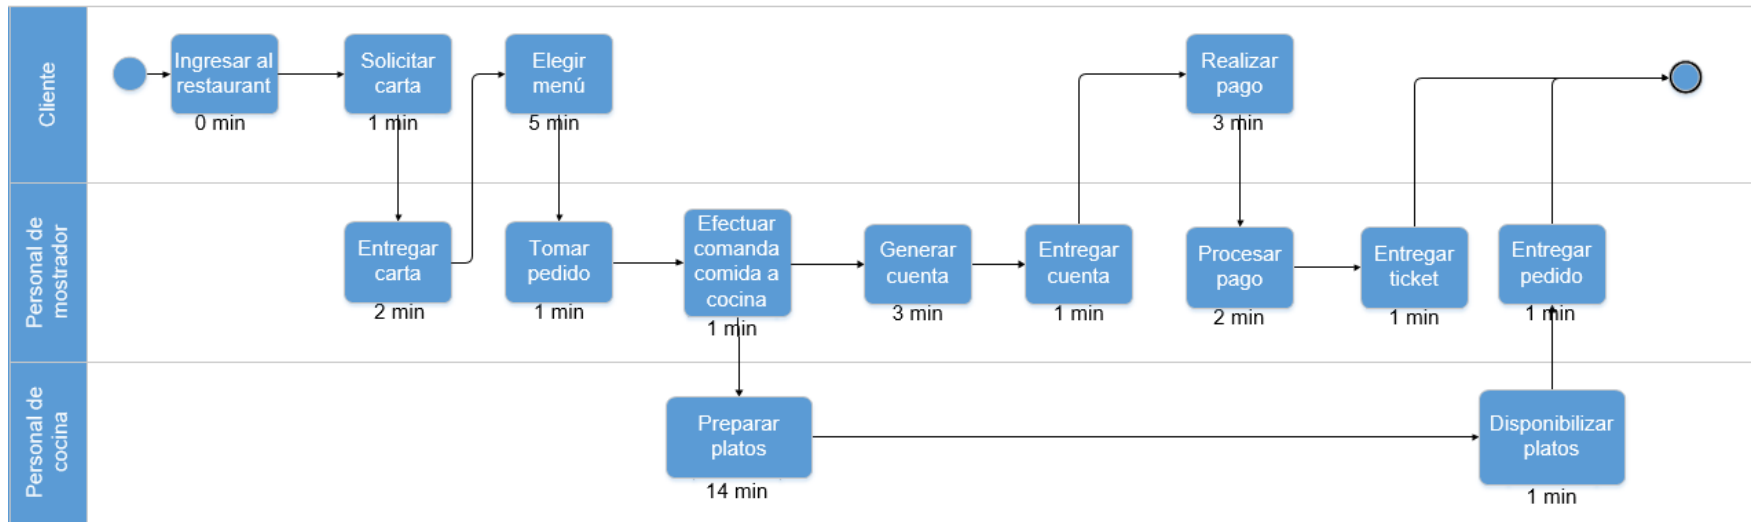 Cliente
Ingresar al
restaurant
0 min
Solicitar
carta
1 min
Elegir
menú
5 min
Realizar
pago
3 min
Personal de
mostrador
Entregar
carta
2 min
Tomar
pedido
1 min
Efectuar
comanda
comida a
cocina
1 min
Generar
cuenta
3 min
Entregar
cuenta
1 min
Procesar
pago
2 min
Entregar
ticket
1 min
Entregar
pedido
1 min
Personal de
cocina
Preparar
platos
14 min
Disponibilizar
platos
1 min